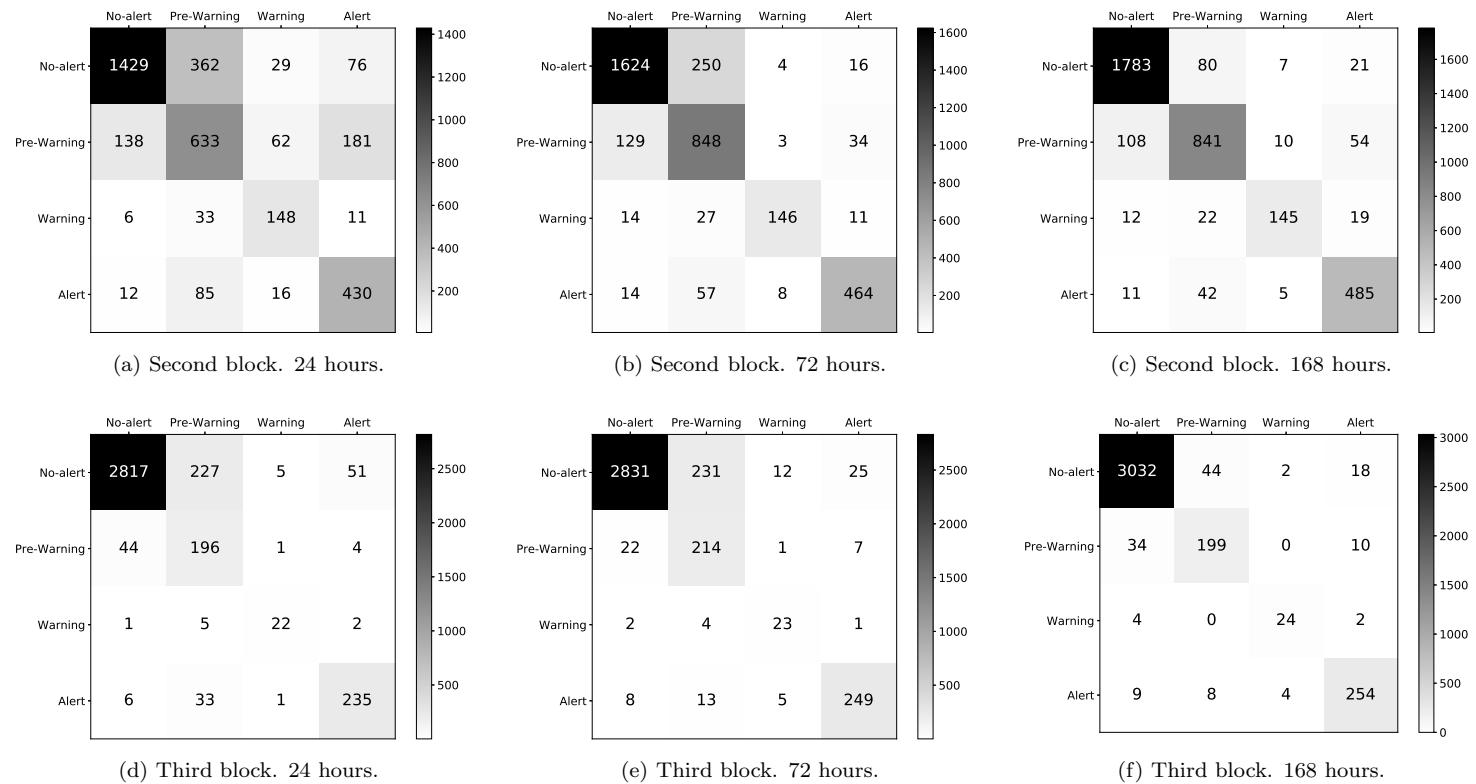 No-alert Pre-Warning Warning Alert
No-alert 1429 362 29 76
Pre-Warning 138 633 62 181
Warning 6 33 148 11
Alert 12 85 16 430
1400
1200
1000
800
600
400
200
(a) Second block. 24 hours.
No-alert Pre-Warning Warning Alert
No-alert 1624 250 4 16
Pre-Warning 129 848 3 34
Warning 14 27 146 11
Alert 14 57 8 464
1600
1400
1200
1000
800
600
400
200
(b) Second block. 72 hours.
No-alert Pre-Warning Warning Alert
No-alert 1783 80 7 21
Pre-Warning 108 841 10 54
Warning 12 22 145 19
Alert 11 42 5 485
1600
1400
1200
1000
800
600
400
200
(c) Second block. 168 hours.
No-alert Pre-Warning Warning Alert
No-alert 2817 227 5 51
Pre-Warning 44 196 1 4
Warning 1 5 22 2
Alert 6 33 1 235
2500
2000
1500
1000
500
(d) Third block. 24 hours.
No-alert Pre-Warning Warning Alert
No-alert 2831 231 12 25
Pre-Warning 22 214 1 7
Warning 2 4 23 1
Alert 8 13 5 249
2500
2000
1500
1000
500
(e) Third block. 72 hours.
No-alert Pre-Warning Warning Alert
No-alert 3032 44 2 18
Pre-Warning 34 199 0 10
Warning 4 0 24 2
Alert 9 8 4 254
3000
2500
2000
1500
1000
500
0
(f) Third block. 168 hours.